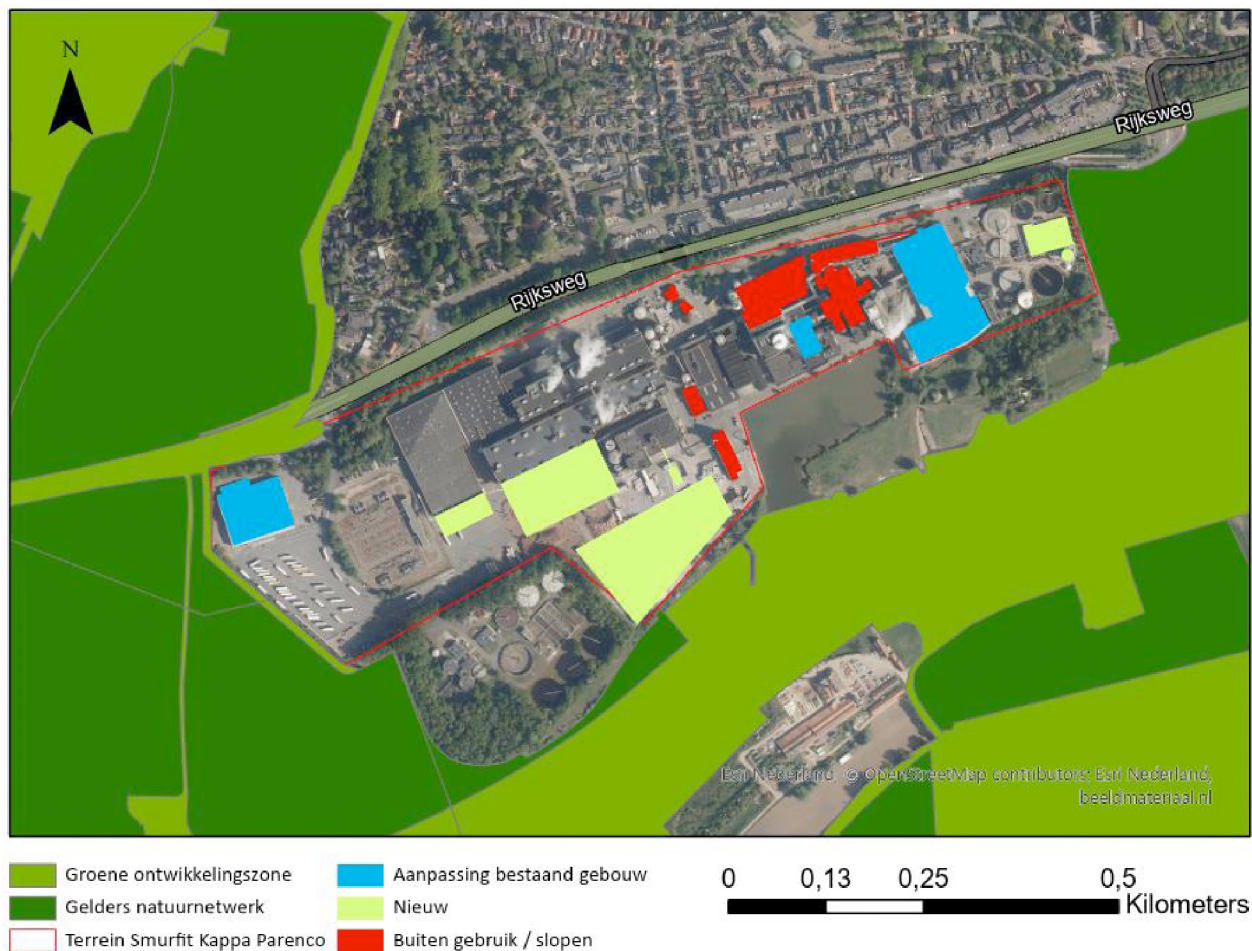 N
Rijksweg
Rijksweg
Esri Nederland, © OpenStreetMap contributors; Esri Nederland,
beeldmateriaal.nl
Groene ontwikkelingszone
Gelders natuurnetwerk
Terrein Smurfit Kappa Parenco
Aanpassing bestaand gebouw
Nieuw
Buiten gebruik / slopen
0 0,13 0,25 0,5
Kilometers